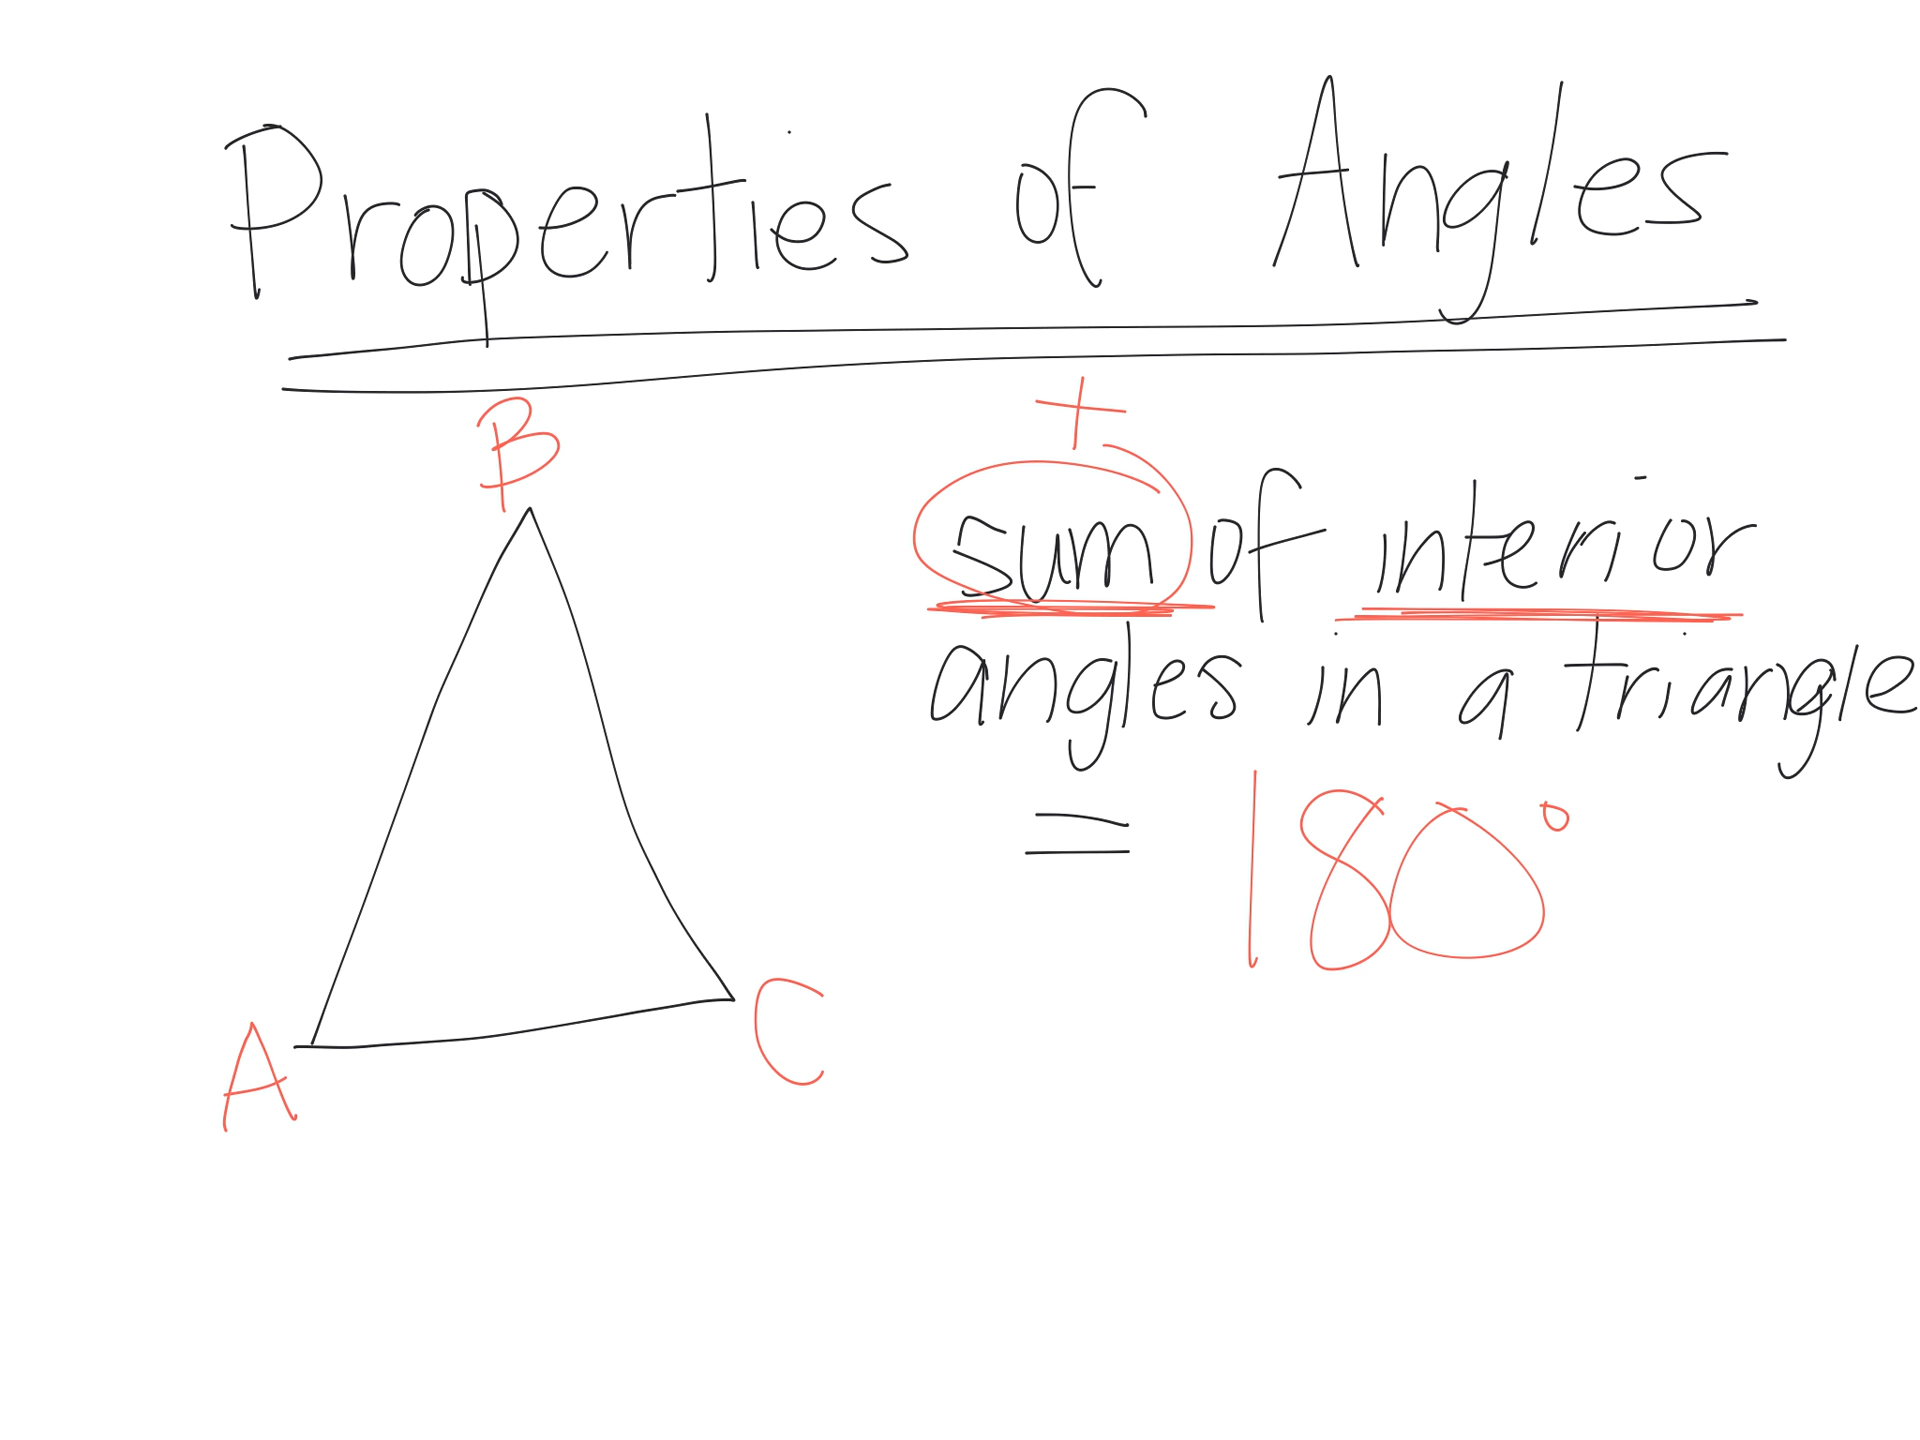 Properties of Angles
B
+
sum of interior
angles in a triangle
= 180°
A
C